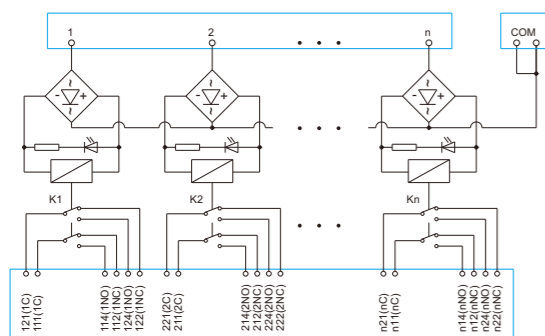 1 2 n COM
~ ~ ~
- + - + - +
~ ~ ~
K1 K2 Kn
121(1C)
111(1C)
114(1NO)
112(1NC)
124(1NO)
122(1NC)
221(2C)
211(2C)
214(2NO)
212(2NC)
224(2NO)
222(2NC)
n21(nC)
n11(nC)
n14(nNO)
n12(nNC)
n24(nNO)
n22(nNC)